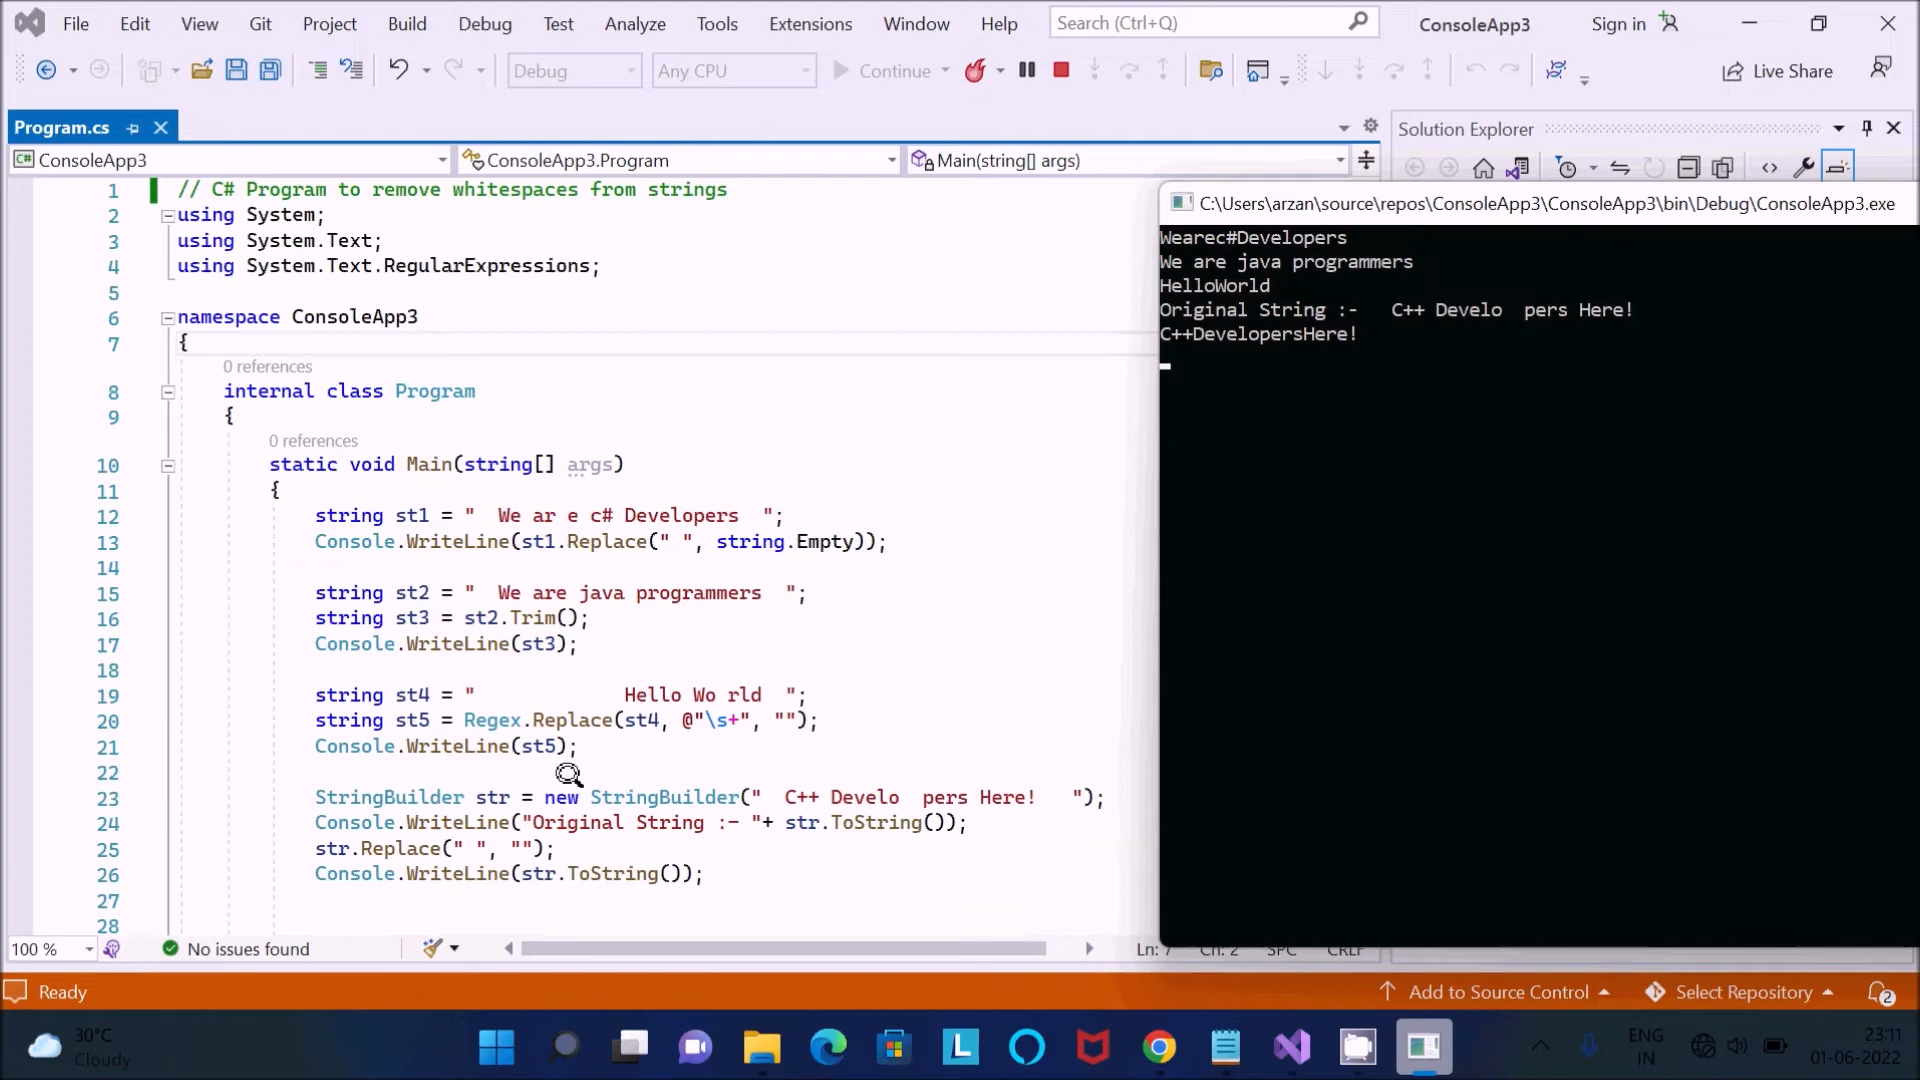 File Edit View Git Project Build Debug Test Analyze Tools Extensions Window Help Search (Ctrl+Q) ConsoleApp3 Sign in
Debug Any CPU Continue Live Share
Program.cs
Solution Explorer
ConsoleApp3 ConsoleApp3.Program Main(string[] args)
1 // C# Program to remove whitespaces from strings
2 using System;
3 using System.Text;
4 using System.Text.RegularExpressions;
5
6 namespace ConsoleApp3
7 {
0 references
8 internal class Program
9 {
0 references
10 static void Main(string[] args)
11 {
12 string st1 = "  We ar e c# Developers  ";
13 Console.WriteLine(st1.Replace(" ", string.Empty));
14
15 string st2 = "  We are java programmers  ";
16 string st3 = st2.Trim();
17 Console.WriteLine(st3);
18
19 string st4 = "             Hello Wo rld  ";
20 string st5 = Regex.Replace(st4, @"\s+", "");
21 Console.WriteLine(st5);
22
23 StringBuilder str = new StringBuilder("  C++ Develo  pers Here!   ");
24 Console.WriteLine("Original String :- "+ str.ToString());
25 str.Replace(" ", "");
26 Console.WriteLine(str.ToString());
27
28
C:\Users\arzan\source\repos\ConsoleApp3\ConsoleApp3\bin\Debug\ConsoleApp3.exe
Wearec#Developers
We are java programmers
HelloWorld
Original String :-   C++ Develo  pers Here!
C++DevelopersHere!
100 % No issues found Ln: 7 Ch: 2 SPC CRLF
Ready Add to Source Control Select Repository 2
30°C
Cloudy
ENG
IN
23:11
01-06-2022